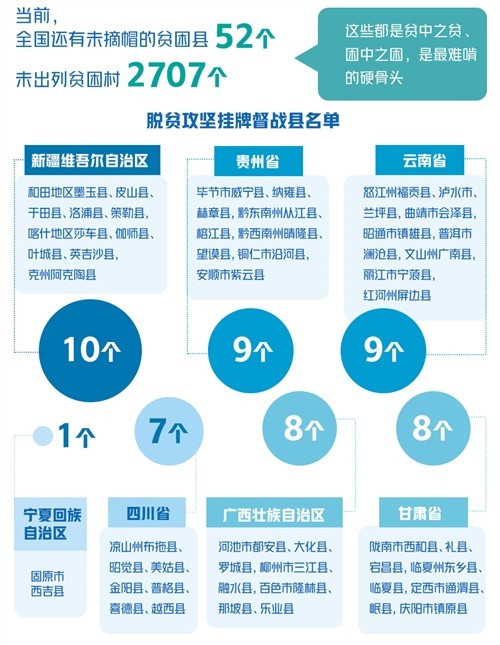 当前，
全国还有未摘帽的贫困县 52个
未出列贫困村 2707个
这些都是贫中之贫、
困中之困，是最难啃
的硬骨头
脱贫攻坚挂牌督战县名单
新疆维吾尔自治区
和田地区墨玉县、皮山县、
于田县、洛浦县、策勒县，
喀什地区莎车县、伽师县、
叶城县、英吉沙县，
克州阿克陶县
10个
贵州省
毕节市威宁县、纳雍县、
赫章县，黔东南州从江县、
榕江县，黔西南州晴隆县、
望谟县，铜仁市沿河县，
安顺市紫云县
9个
云南省
怒江州福贡县、泸水市、
兰坪县，曲靖市会泽县，
昭通市镇雄县，普洱市
澜沧县，文山州广南县，
丽江市宁蒗县，
红河州屏边县
9个
1个
宁夏回族
自治区
固原市
西吉县
7个
四川省
凉山州布拖县、
昭觉县、美姑县、
金阳县、普格县、
喜德县、越西县
8个
广西壮族自治区
河池市都安县、大化县、
罗城县，柳州市三江县、
融水县，百色市隆林县、
那坡县、乐业县
8个
甘肃省
陇南市西和县、礼县、
宕昌县，临夏州东乡县、
临夏县，定西市通渭县、
岷县，庆阳市镇原县